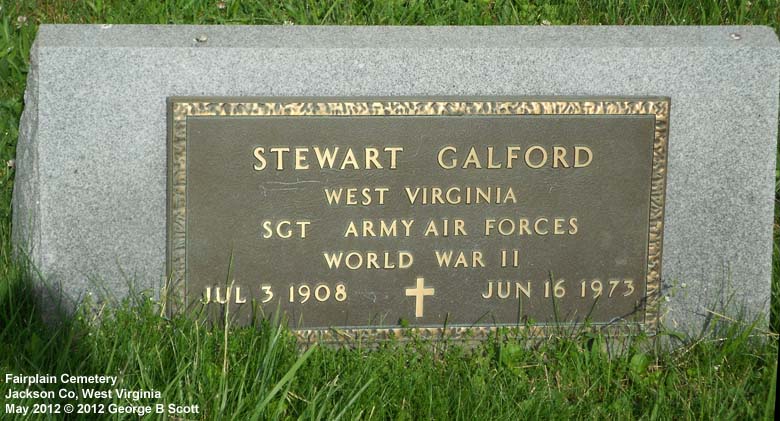 STEWART GALFORD
WEST VIRGINIA
SGT ARMY AIR FORCES
WORLD WAR II
JUL 3 1908 JUN 16 1973
Fairplain Cemetery
Jackson Co, West Virginia
May 2012 © 2012 George B Scott